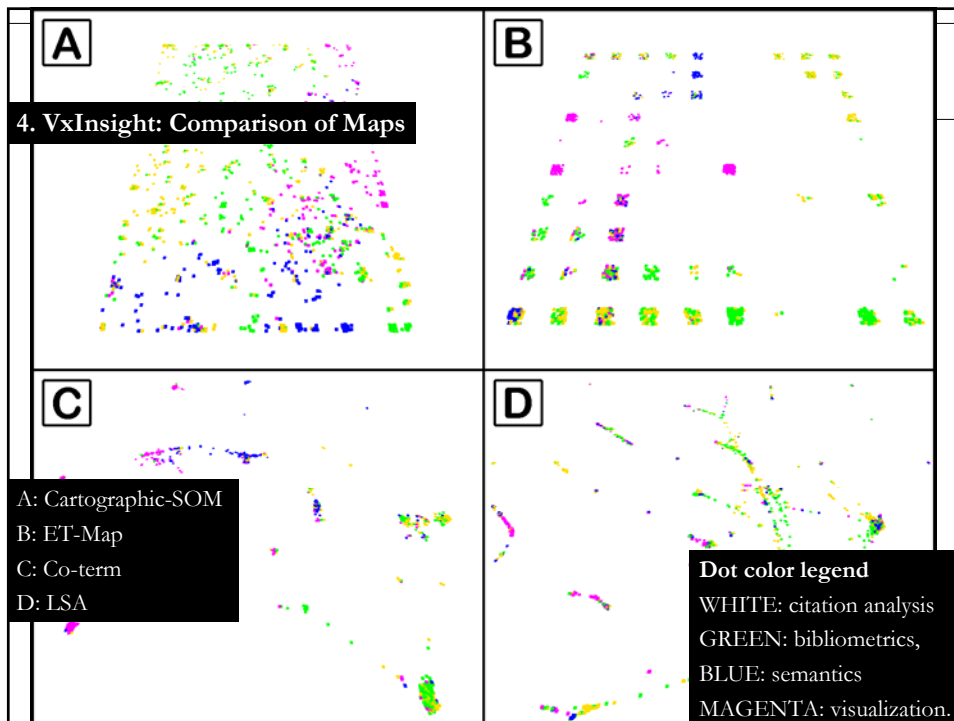 A
B
4. VxInsight: Comparison of Maps
C
D
A: Cartographic-SOM
B: ET-Map
C: Co-term
D: LSA
Dot color legend
WHITE: citation analysis
GREEN: bibliometrics,
BLUE: semantics
MAGENTA: visualization.